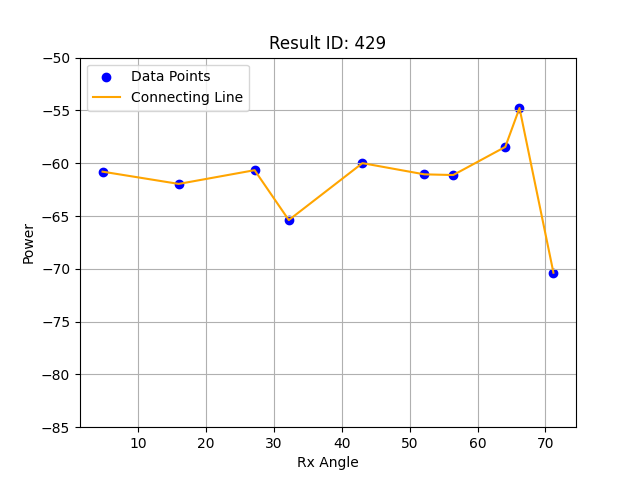 Result ID: 429
Data Points
Connecting Line
−50
−55
−60
−65
−70
−75
−80
−85
Power
10 20 30 40 50 60 70
Rx Angle